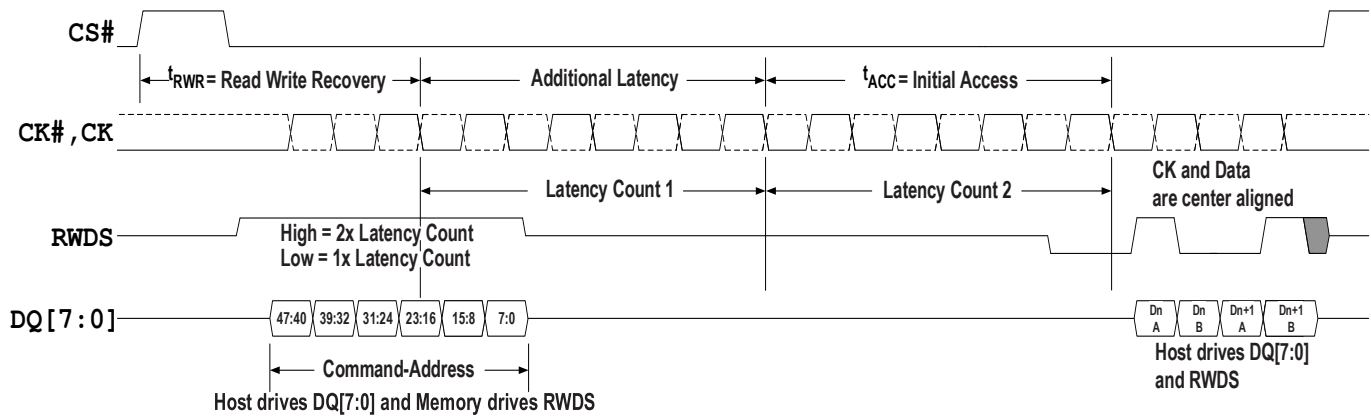 CS#
tRWR = Read Write Recovery
Additional Latency
tACC = Initial Access
CK#,CK
Latency Count 1
Latency Count 2
CK and Data
are center aligned
RWDS
High = 2x Latency Count
Low = 1x Latency Count
DQ[7:0]
47:40 39:32 31:24 23:16 15:8 7:0
Dn Dn Dn+1 Dn+1
A B A B
Command-Address
Host drives DQ[7:0]
and RWDS
Host drives DQ[7:0] and Memory drives RWDS